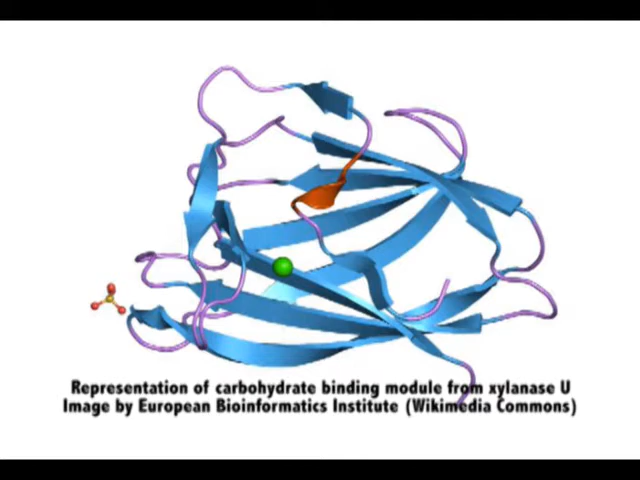 Representation of carbohydrate binding module from xylanase U
Image by European Bioinformatics Institute (Wikimedia Commons)